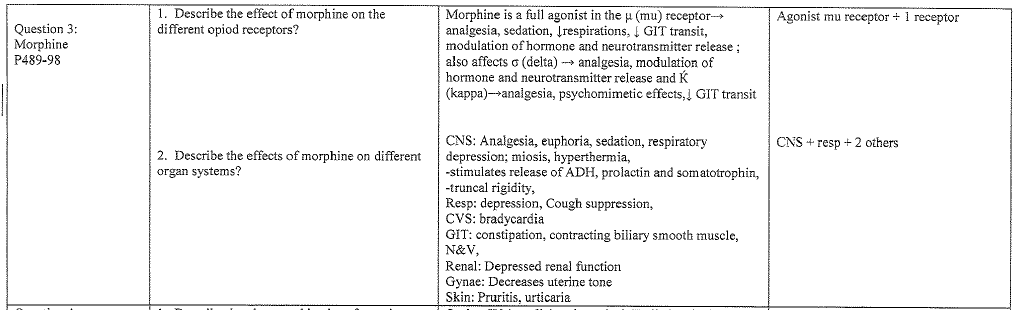 Question 3:
Morphine
P489-98
1. Describe the effect of morphine on the
different opiod receptors?
Morphine is a full agonist in the μ (mu) receptor→
analgesia, sedation, ↓respirations, ↓ GIT transit,
modulation of hormone and neurotransmitter release ;
also affects σ (delta) → analgesia, modulation of
hormone and neurotransmitter release and Ḱ
(kappa)→analgesia, psychomimetic effects,↓ GIT transit
Agonist mu receptor + 1 receptor
2. Describe the effects of morphine on different
organ systems?
CNS: Analgesia, euphoria, sedation, respiratory
depression; miosis, hyperthermia,
-stimulates release of ADH, prolactin and somatotrophin,
-truncal rigidity,
Resp: depression, Cough suppression,
CVS: bradycardia
GIT: constipation, contracting biliary smooth muscle,
N&V,
Renal: Depressed renal function
Gynae: Decreases uterine tone
Skin: Pruritis, urticaria
CNS + resp + 2 others